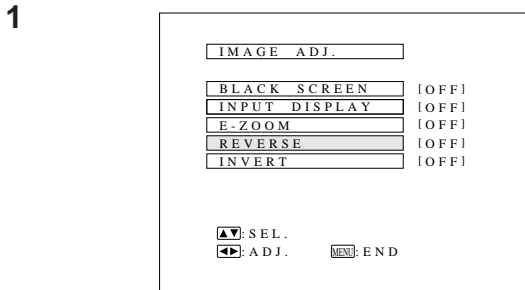 1
IMAGE ADJ.
BLACK SCREEN [OFF]
INPUT DISPLAY [OFF]
E-ZOOM [OFF]
REVERSE [OFF]
INVERT [OFF]
▲▼:SEL.
◀▶:ADJ. MENU:END